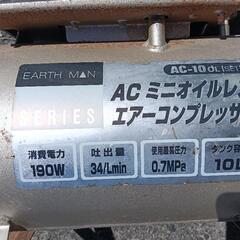 EARTH MAN
AC-10
SERIES
AC ミニオイルレ
エアーコンプレッサ
消費電力
190W
吐出量
34/Lmin
使用最高圧力
0.7MPa
タンク容
10L